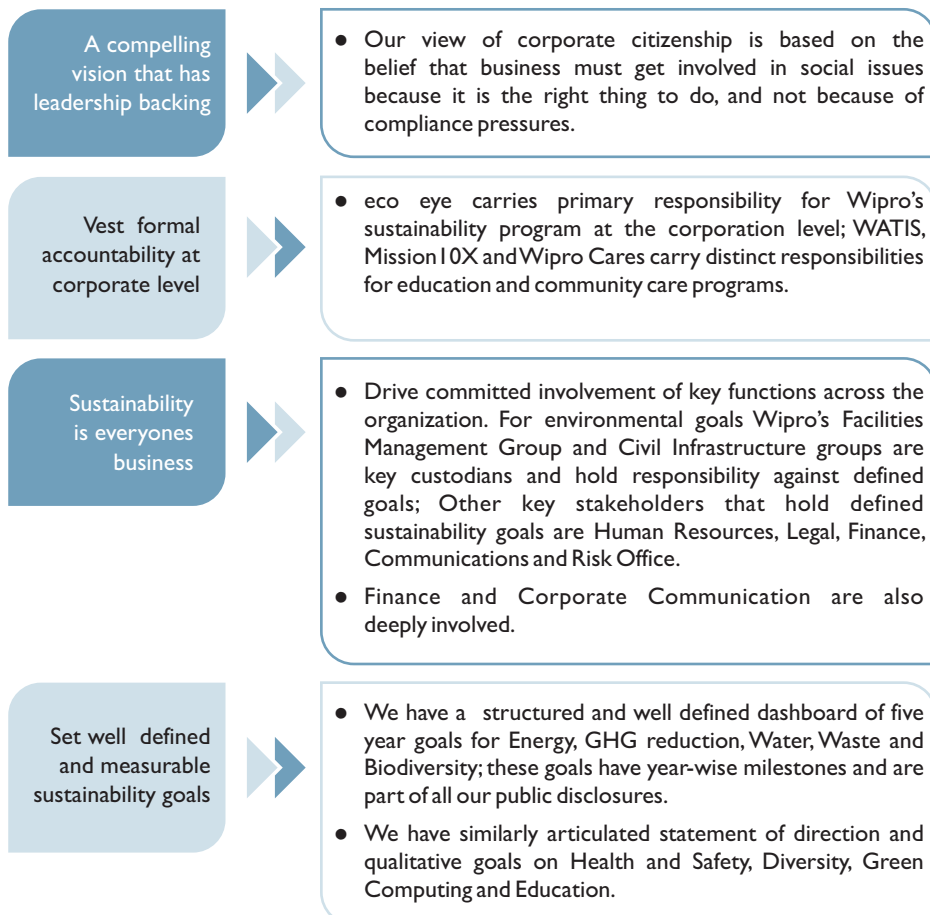 A compelling
vision that has
leadership backing
● Our view of corporate citizenship is based on the
belief that business must get involved in social issues
because it is the right thing to do, and not because of
compliance pressures.
Vest formal
accountability at
corporate level
● eco eye carries primary responsibility for Wipro's
sustainability program at the corporation level; WATIS,
Mission10X and Wipro Cares carry distinct responsibilities
for education and community care programs.
Sustainability
is everyones
business
● Drive committed involvement of key functions across the
organization. For environmental goals Wipro's Facilities
Management Group and Civil Infrastructure groups are
key custodians and hold responsibility against defined
goals; Other key stakeholders that hold defined
sustainability goals are Human Resources, Legal, Finance,
Communications and Risk Office.
● Finance and Corporate Communication are also
deeply involved.
Set well defined
and measurable
sustainability goals
● We have a structured and well defined dashboard of five
year goals for Energy, GHG reduction, Water, Waste and
Biodiversity; these goals have year-wise milestones and are
part of all our public disclosures.
● We have similarly articulated statement of direction and
qualitative goals on Health and Safety, Diversity, Green
Computing and Education.